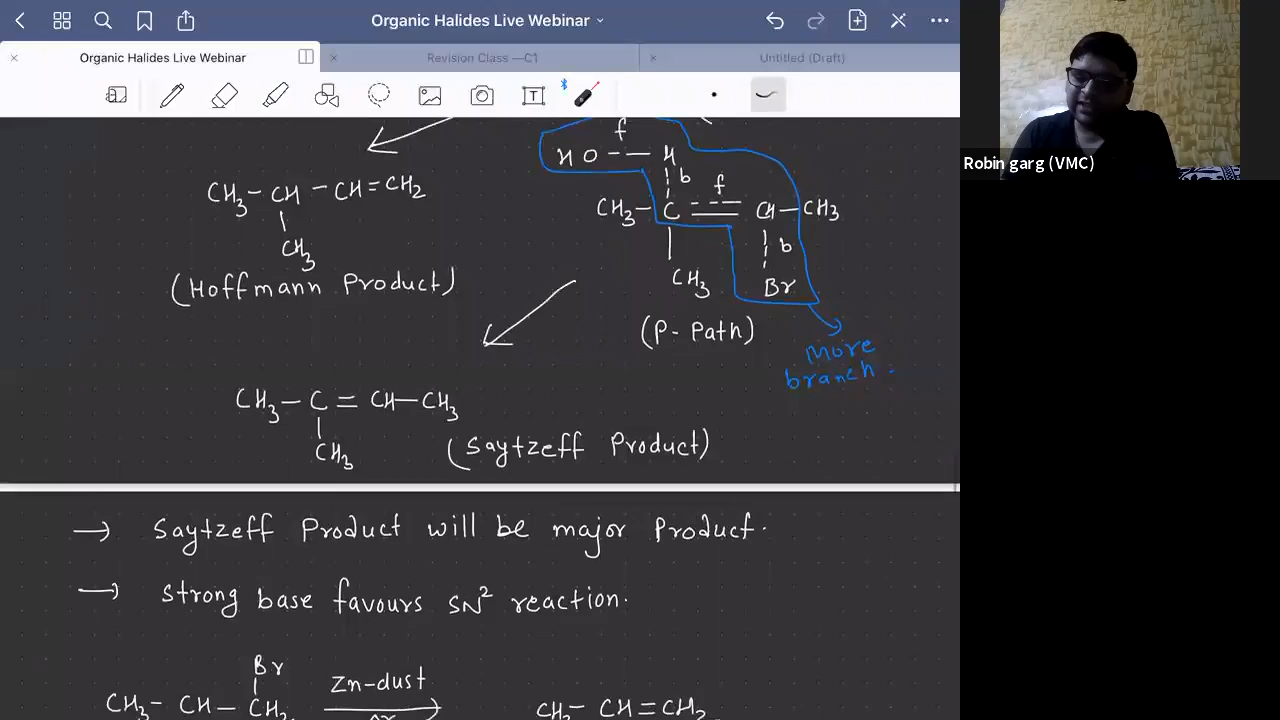 Organic Halides Live Webinar
Organic Halides Live Webinar
Revision Class —C1
Untitled (Draft)
T
Robin garg (VMC)
f
HO - — H
b
f
CH3— CH — CH=CH2
CH3
CH3— C = CH—CH3
b
CH3
Br
(Hoffmann Product)
(P- Path)
More
branch.
CH3— C = CH—CH3
CH3
(Saytzeff Product)
→ Saytzeff Product will be major Product.
→ Strong base favours SN2 reaction.
Br
CH3— CH — CH2
Zn-dust
CH3— CH=CH2